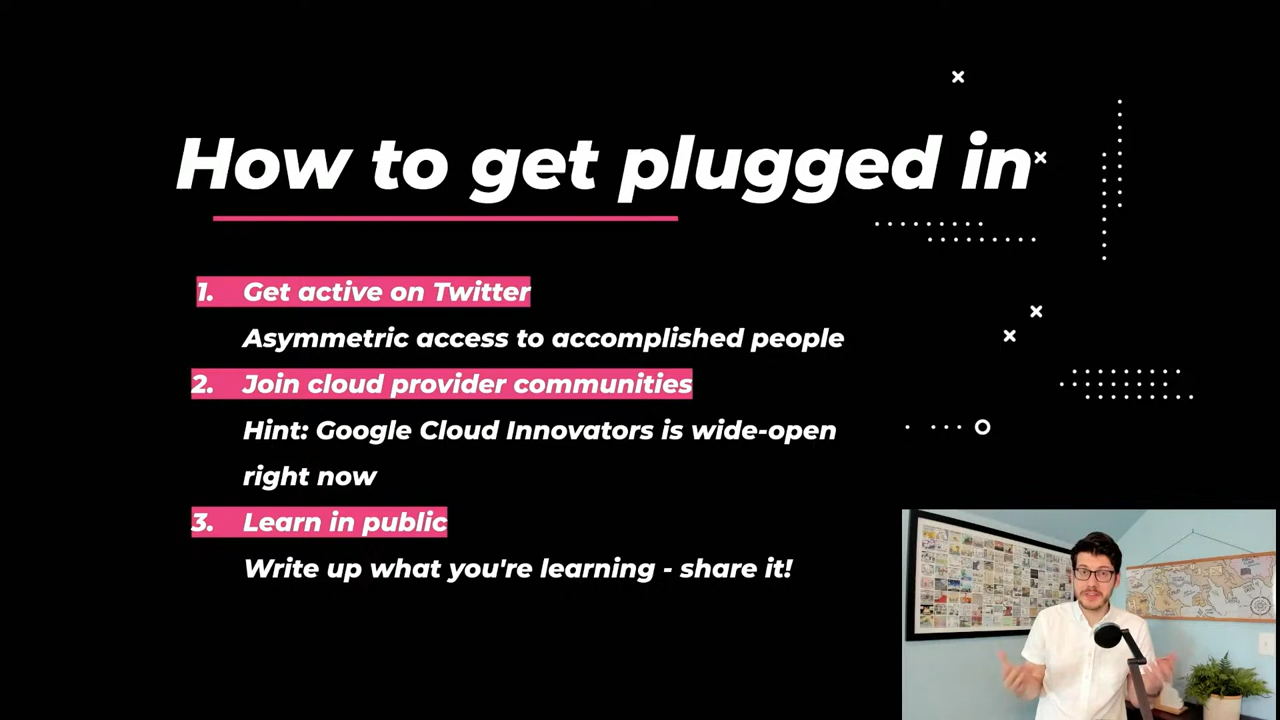 How to get plugged in
1. Get active on Twitter
Asymmetric access to accomplished people
2. Join cloud provider communities
Hint: Google Cloud Innovators is wide-open
right now
3. Learn in public
Write up what you're learning - share it!